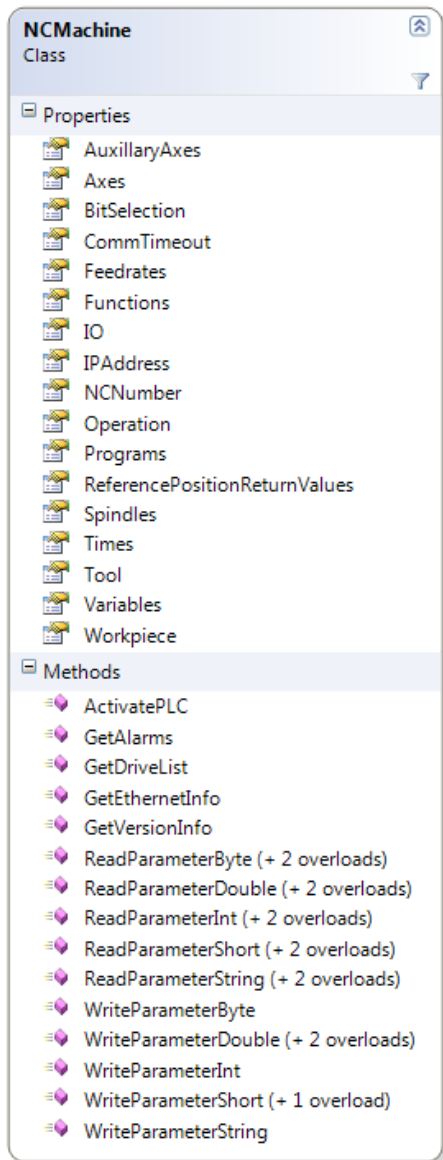 NCMachine
Class
Properties
AuxillaryAxes
Axes
BitSelection
CommTimeout
Feedrates
Functions
IO
IPAddress
NCNumber
Operation
Programs
ReferencePositionReturnValues
Spindles
Times
Tool
Variables
Workpiece
Methods
ActivatePLC
GetAlarms
GetDriveList
GetEthernetInfo
GetVersionInfo
ReadParameterByte (+ 2 overloads)
ReadParameterDouble (+ 2 overloads)
ReadParameterInt (+ 2 overloads)
ReadParameterShort (+ 2 overloads)
ReadParameterString (+ 2 overloads)
WriteParameterByte
WriteParameterDouble (+ 2 overloads)
WriteParameterInt
WriteParameterShort (+ 1 overload)
WriteParameterString